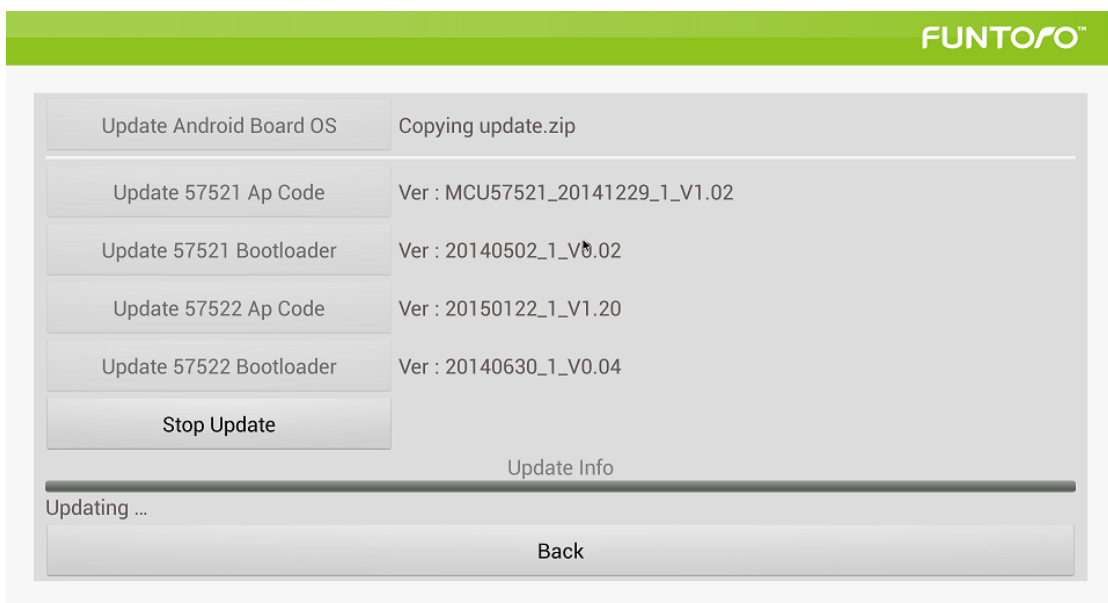 FUNTORO™
Update Android Board OS Copying update.zip
Update 57521 Ap Code Ver : MCU57521_20141229_1_V1.02
Update 57521 Bootloader Ver : 20140502_1_V0.02
Update 57522 Ap Code Ver : 20150122_1_V1.20
Update 57522 Bootloader Ver : 20140630_1_V0.04
Stop Update
Update Info
Updating ...
Back